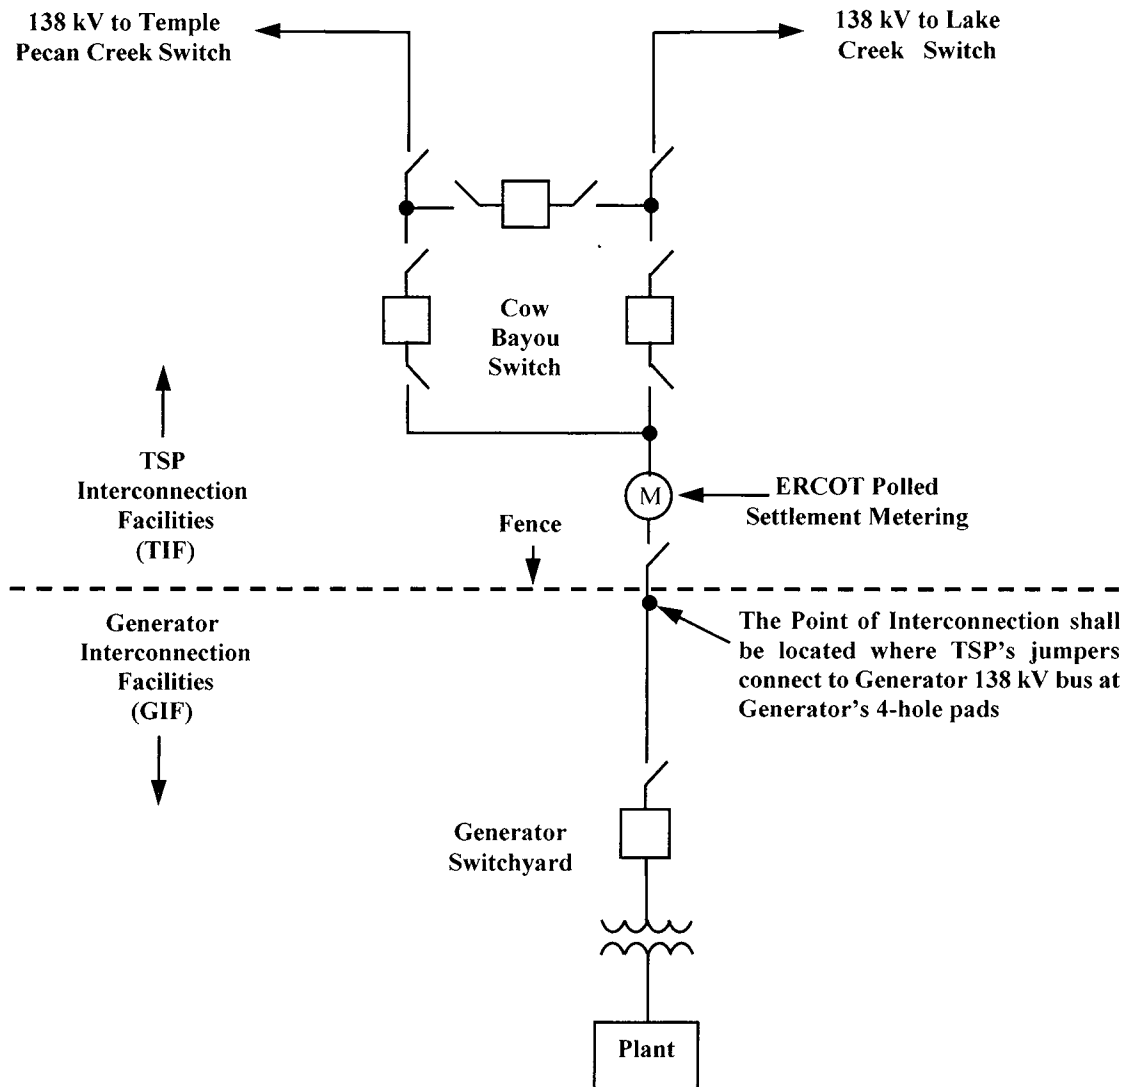 138 kV to Temple
Pecan Creek Switch
138 kV to Lake
Creek Switch
Cow
Bayou
Switch
TSP
Interconnection
Facilities
(TIF)
M
ERCOT Polled
Settlement Metering
Fence
Generator
Interconnection
Facilities
(GIF)
The Point of Interconnection shall
be located where TSP's jumpers
connect to Generator 138 kV bus at
Generator's 4-hole pads
Generator
Switchyard
Plant